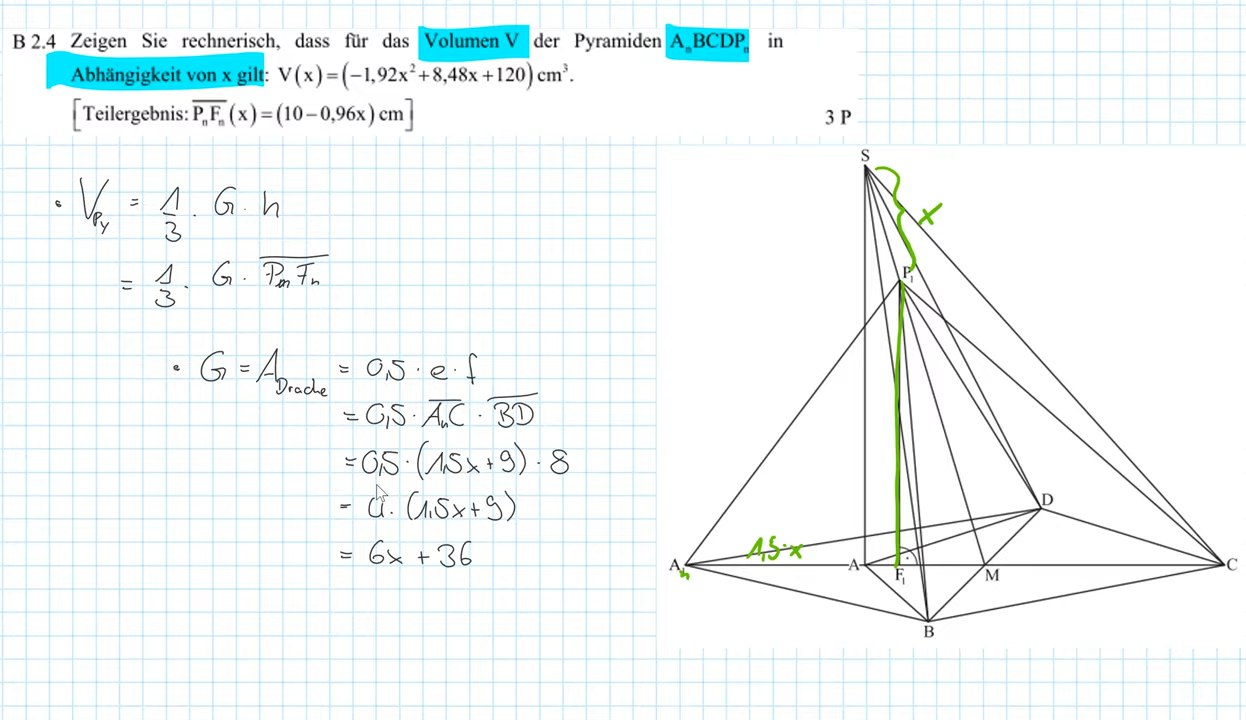 B 2.4 Zeigen Sie rechnerisch, dass für das Volumen V der Pyramiden AₙBCDPₙ in
Abhängigkeit von x gilt: V(x)=(−1,92x²+8,48x+120) cm³.
[Teilergebnis: PₙFₙ(x)=(10−0,96x) cm]
3 P
• V_Py = 1/3 · G · h
= 1/3 · G · PₙFₙ
• G = A_Drache = 0,5 · e · f
= 0,5 · AₙC · BD
= 0,5 · (1,5x+9) · 8
= 4 · (1,5x+9)
= 6x + 36
S
x
P₁
D
1,5·x
Aₙ
A
F₁
M
C
B